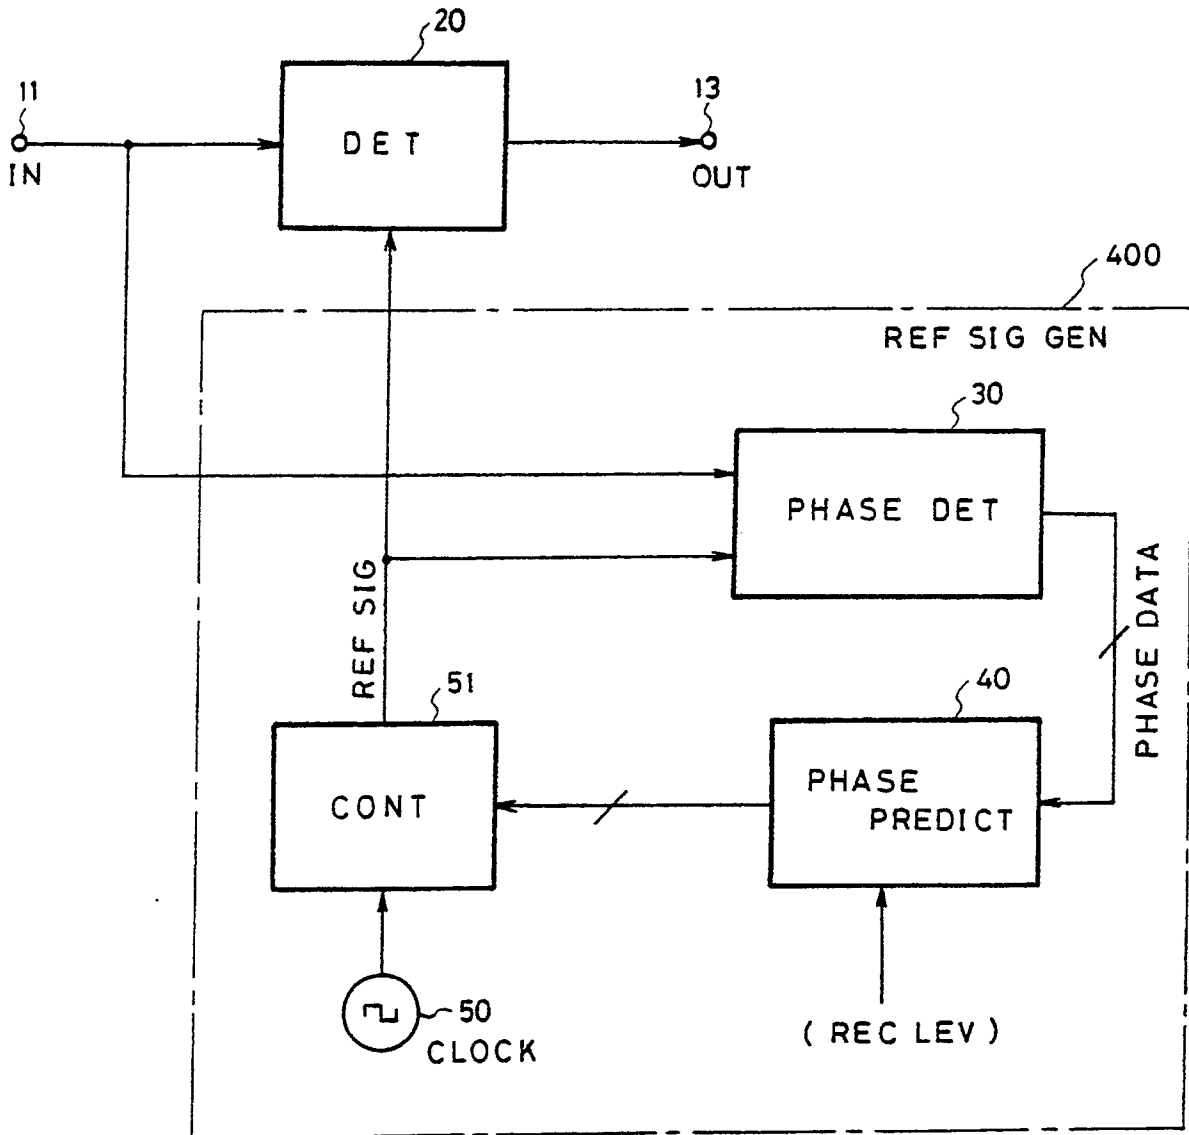 20
11
13
DET
IN
OUT
400
REF SIG GEN
30
PHASE DET
REF SIG
PHASE DATA
51
40
CONT
PHASE
PREDICT
50
CLOCK
(REC LEV)